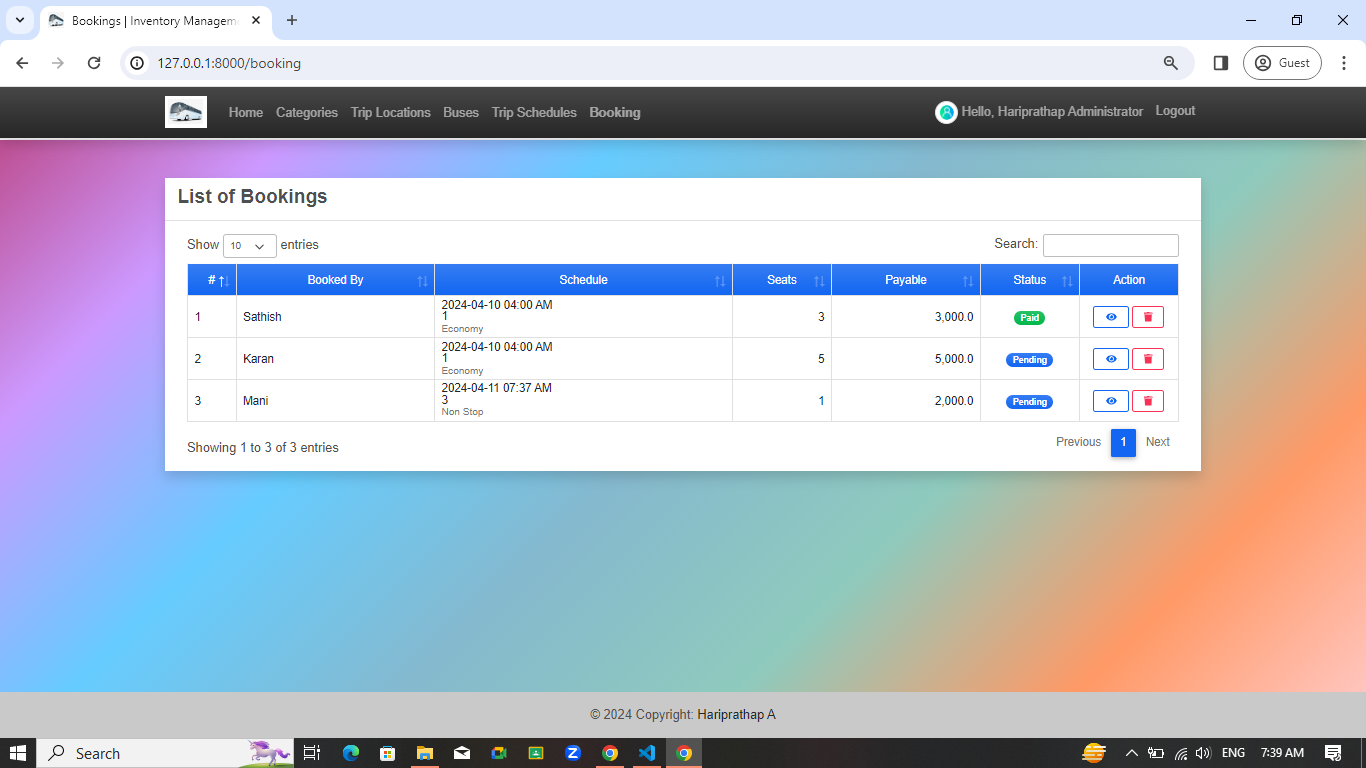 Bookings | Inventory Managem
127.0.0.1:8000/booking
Guest
Home Categories Trip Locations Buses Trip Schedules Booking
Hello, Hariprathap Administrator Logout
List of Bookings
Show 10 entries Search:
# Booked By Schedule Seats Payable Status Action
1 Sathish 2024-04-10 04:00 AM 3 3,000.0 Paid
1
Economy
2 Karan 2024-04-10 04:00 AM 5 5,000.0 Pending
1
Economy
3 Mani 2024-04-11 07:37 AM 1 2,000.0 Pending
3
Non Stop
Showing 1 to 3 of 3 entries Previous 1 Next
© 2024 Copyright: Hariprathap A
Search ENG 7:39 AM